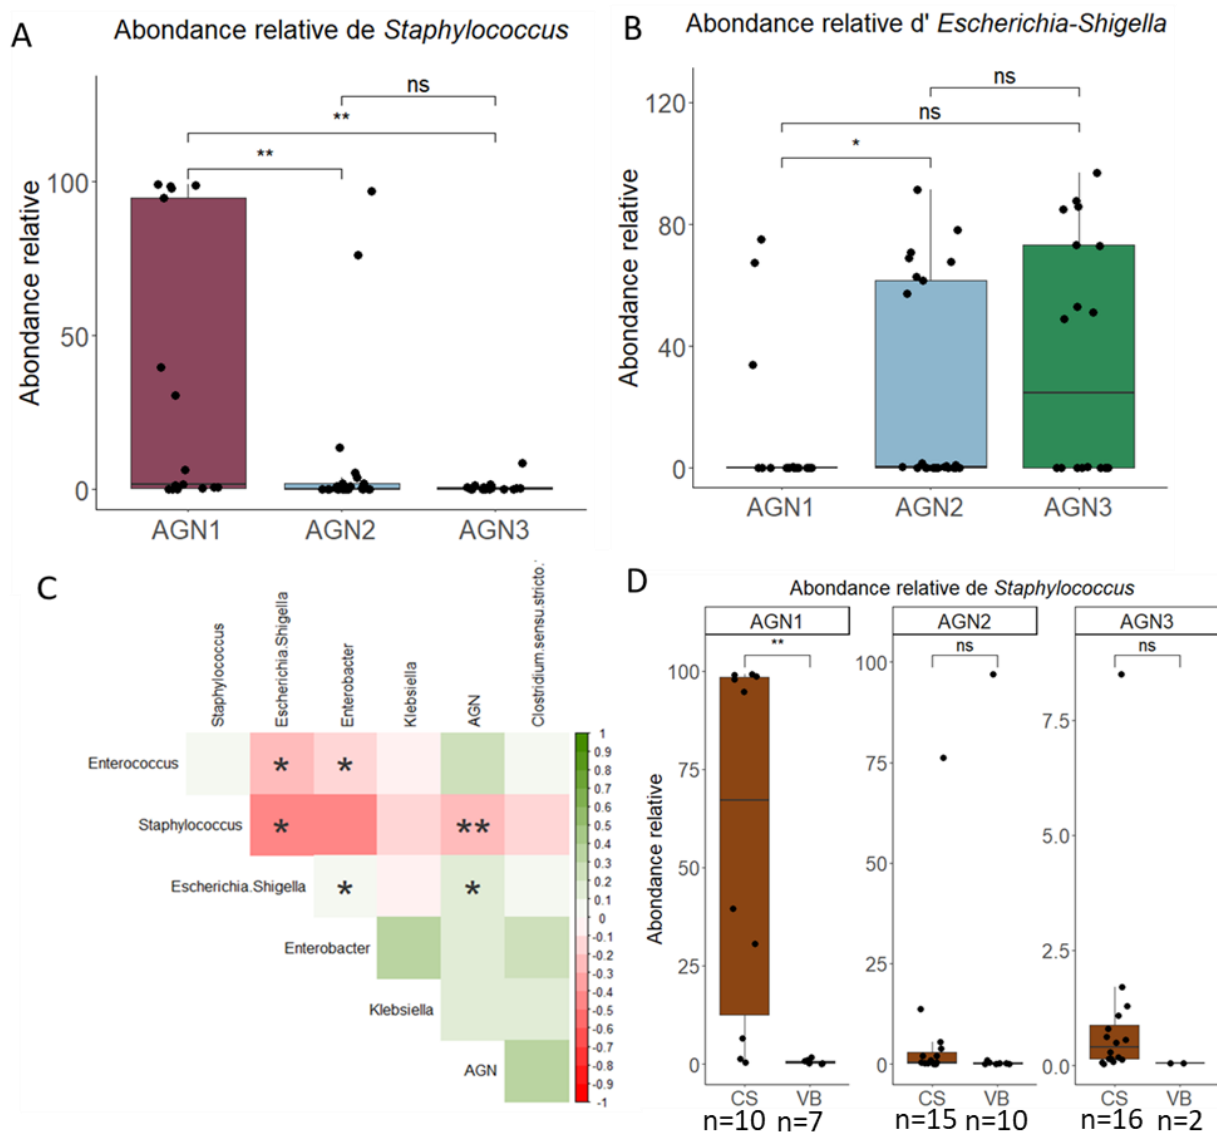 A
Abondance relative de Staphylococcus
Abondance relative
100
50
0
ns
**
**
AGN1 AGN2 AGN3
B
Abondance relative d' Escherichia-Shigella
Abondance relative
120
80
40
0
ns
ns
*
AGN1 AGN2 AGN3
C
Staphylococcus
Escherichia.Shigella
Enterobacter
Klebsiella
AGN
Clostridium.sensu.stricto.
Enterococcus
* *
Staphylococcus
* **
Escherichia.Shigella
* *
Enterobacter
Klebsiella
AGN
1
0.9
0.8
0.7
0.6
0.5
0.4
0.3
0.2
0.1
0
-0.1
-0.2
-0.3
-0.4
-0.5
-0.6
-0.7
-0.8
-0.9
-1
D
Abondance relative de Staphylococcus
Abondance relative
AGN1
**
100
75
50
25
0
CS VB
n=10 n=7
AGN2
ns
100
75
50
25
0
CS VB
n=15 n=10
AGN3
ns
7.5
5.0
2.5
0.0
CS VB
n=16 n=2